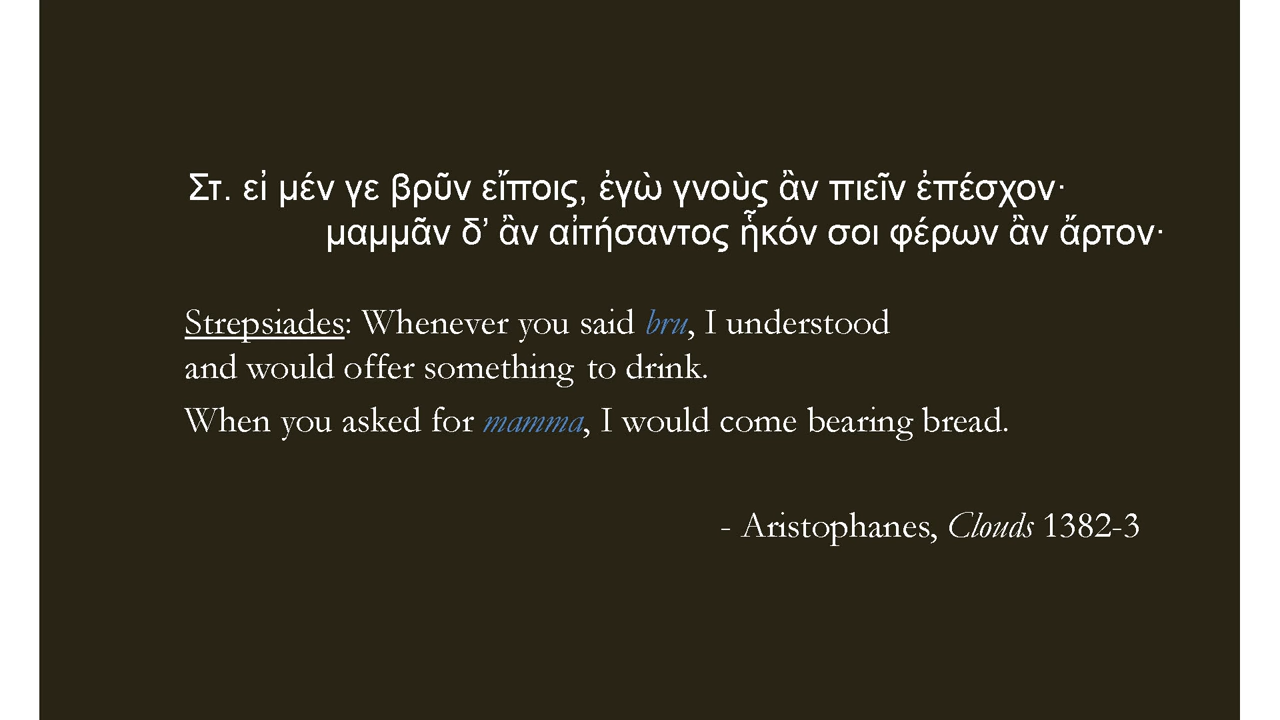 Στ. εἰ μέν γε βρῦν εἴποις, ἐγὼ γνοὺς ἂν πιεῖν ἐπέσχον·
μαμμᾶν δ’ ἂν αἰτήσαντος ἧκόν σοι φέρων ἂν ἄρτον·
Strepsiades: Whenever you said bru, I understood
and would offer something to drink.
When you asked for mamma, I would come bearing bread.
- Aristophanes, Clouds 1382-3